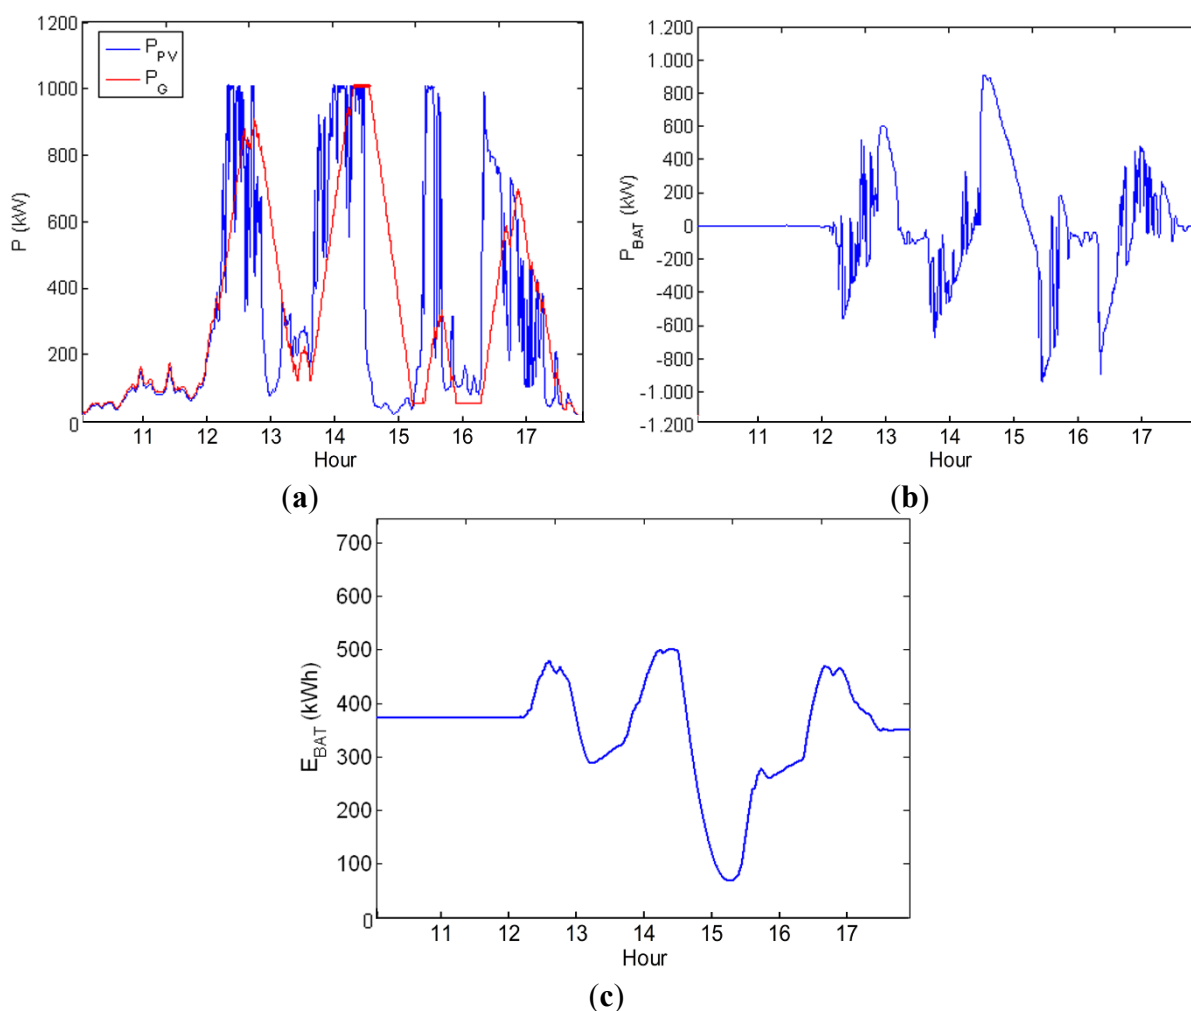 1200
1000
800
600
400
200
0
P (kW)
P_PV
P_G
11 12 13 14 15 16 17
Hour
(a)
1.200
1.000
800
600
400
200
0
-200
-400
-600
-800
-1.000
-1.200
P_BAT (kW)
11 12 13 14 15 16 17
Hour
(b)
700
600
500
400
300
200
100
0
E_BAT (kWh)
11 12 13 14 15 16 17
Hour
(c)